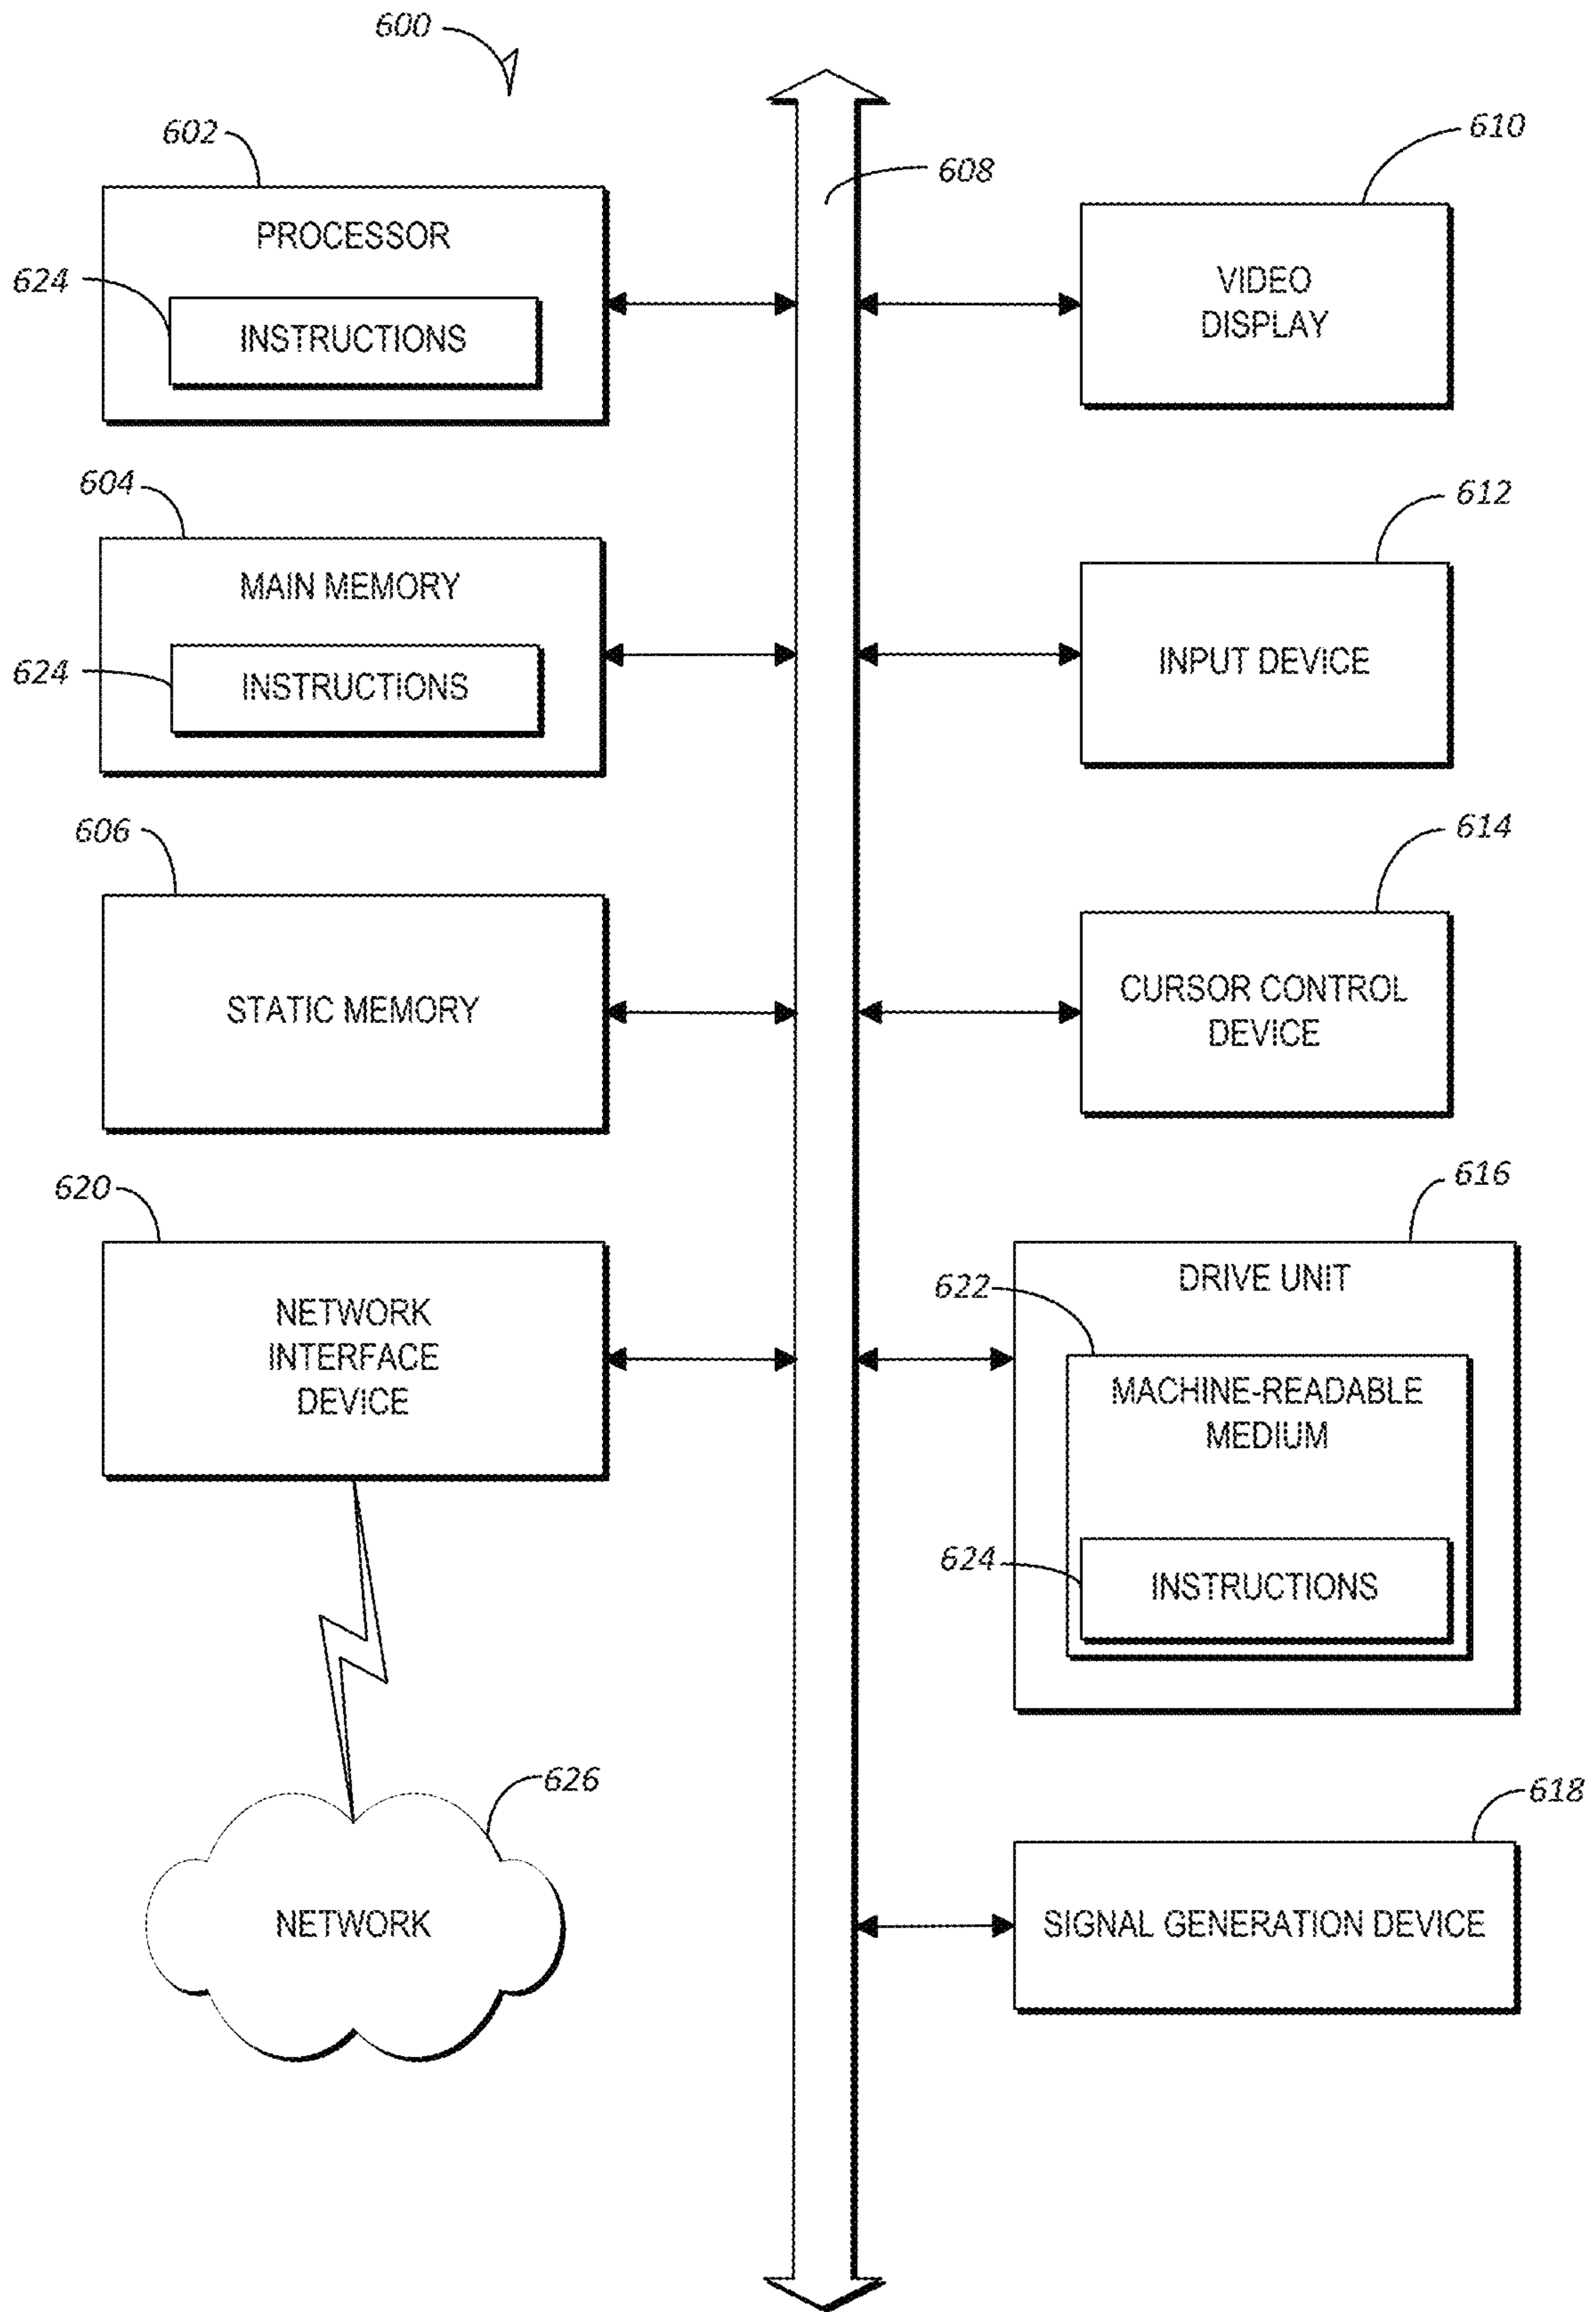 600
602
PROCESSOR
624
INSTRUCTIONS
604
MAIN MEMORY
624
INSTRUCTIONS
606
STATIC MEMORY
620
NETWORK
INTERFACE
DEVICE
626
NETWORK
608
610
VIDEO
DISPLAY
612
INPUT DEVICE
614
CURSOR CONTROL
DEVICE
616
DRIVE UNIT
622
MACHINE-READABLE
MEDIUM
624
INSTRUCTIONS
618
SIGNAL GENERATION DEVICE